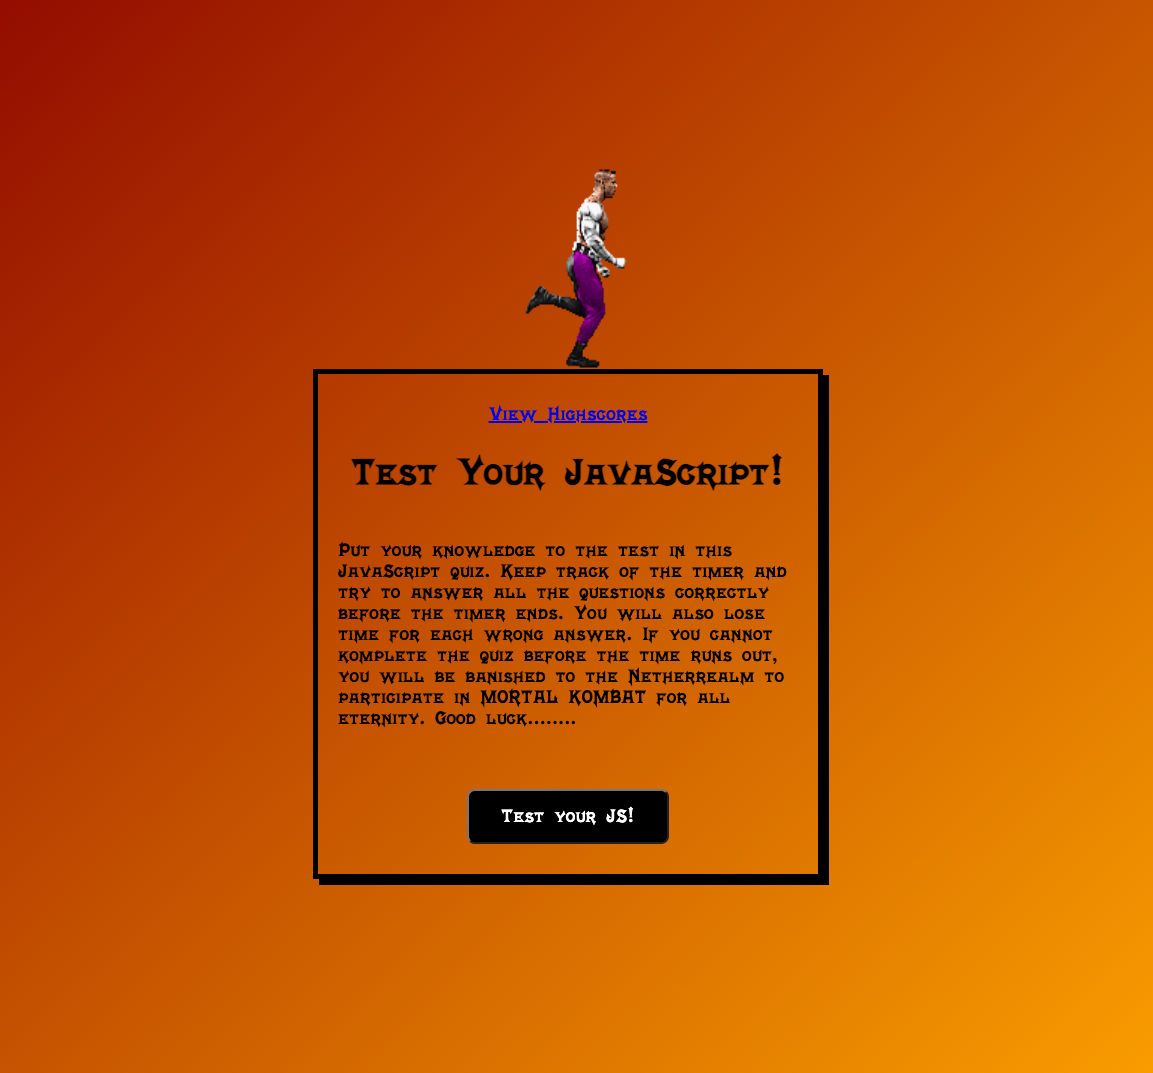 View Highscores
Test Your JavaScript!
Put your knowledge to the test in this
JavaScript quiz. Keep track of the timer and
try to answer all the questions correctly
before the timer ends. You will also lose
time for each wrong answer. If you cannot
komplete the quiz before the time runs out,
you will be banished to the Netherrealm to
participate in MORTAL KOMBAT for all
eternity. Good luck........
Test your JS!